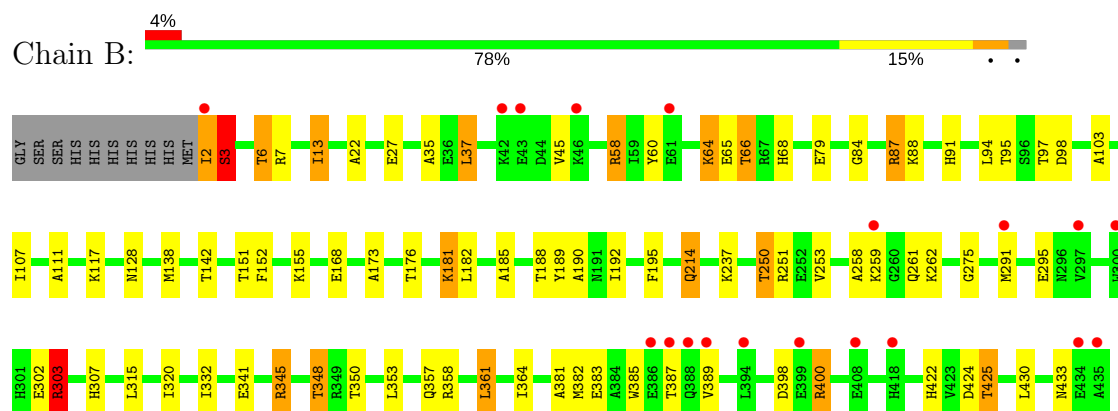 4%
Chain B:
78% 15% • •
GLY SER SER HIS HIS HIS HIS HIS HIS MET I2 S3 T6 R7 I13 A22 E27 A35 E36 L37 K42 E43 D44 V45 K46 R58 I59 Y60 E61 K64 E65 T66 R67 H68 E79 G84 R87 K88 H91 L94 T95 S96 T97 D98 A103
I107 A111 K117 N128 M138 T142 T151 F152 K155 E168 A173 T176 K181 L182 A185 T188 Y189 A190 N191 I192 F195 Q214 K237 T250 R251 E252 V253 A258 K259 G260 Q261 K262 G275 M291 E295 N296 V297
H301 E302 R303 H307 L315 I320 I332 E341 R345 T348 R349 T350 L353 Q357 R358 L361 I364 A381 M382 E383 A384 W385 E386 T387 Q388 V389 L394 D398 E399 R400 E408 H418 H422 V423 D424 T425 L430 N433 E434 A435